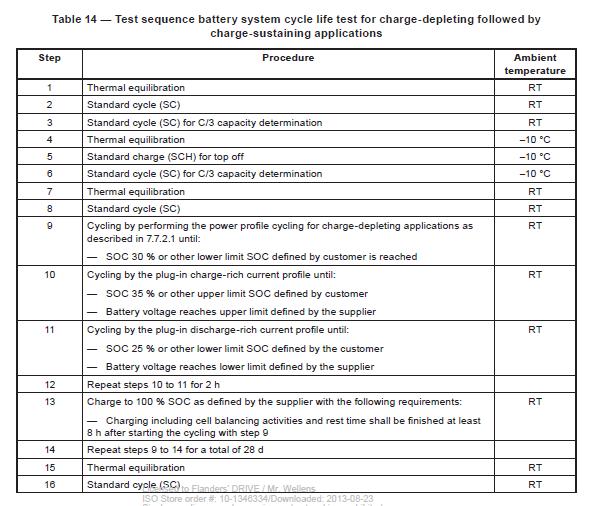 Table 14 — Test sequence battery system cycle life test for charge-depleting followed by
charge-sustaining applications
Step Procedure Ambient
temperature
1 Thermal equilibration RT
2 Standard cycle (SC) RT
3 Standard cycle (SC) for C/3 capacity determination RT
4 Thermal equilibration –10 °C
5 Standard charge (SCH) for top off –10 °C
6 Standard cycle (SC) for C/3 capacity determination –10 °C
7 Thermal equilibration RT
8 Standard cycle (SC) RT
9 Cycling by performing the power profile cycling for charge-depleting applications as RT
described in 7.7.2.1 until:
— SOC 30 % or other lower limit SOC defined by customer is reached
10 Cycling by the plug-in charge-rich current profile until: RT
— SOC 35 % or other upper limit SOC defined by customer
— Battery voltage reaches upper limit defined by the supplier
11 Cycling by the plug-in discharge-rich current profile until: RT
— SOC 25 % or other lower limit SOC defined by the customer
— Battery voltage reaches lower limit defined by the supplier
12 Repeat steps 10 to 11 for 2 h
13 Charge to 100 % SOC as defined by the supplier with the following requirements: RT
— Charging including cell balancing activities and rest time shall be finished at least
8 h after starting the cycling with step 9
14 Repeat steps 9 to 14 for a total of 28 d
15 Thermal equilibration RT
16 Standard cycle (SC) RT
to Flanders' DRIVE / Mr. Wellens
ISO Store order #: 10-1346334/Downloaded: 2013-08-23